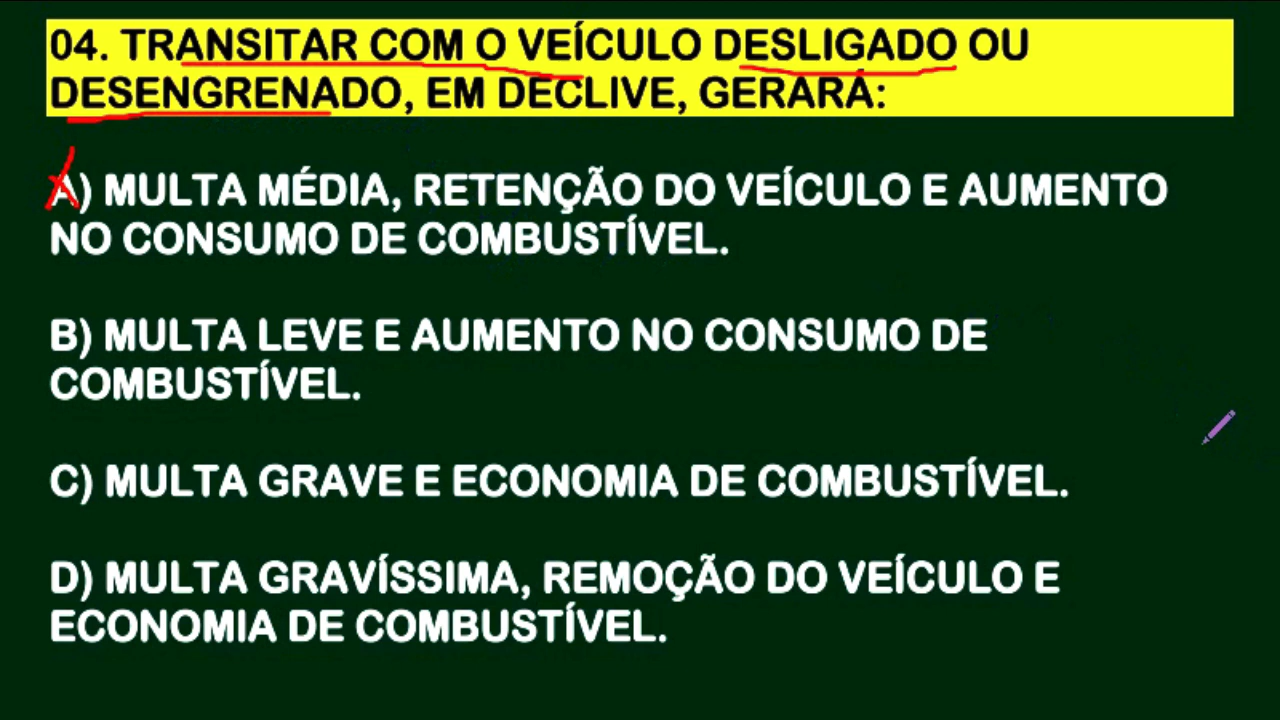 04. TRANSITAR COM O VEÍCULO DESLIGADO OU
DESENGRENADO, EM DECLIVE, GERARÁ:
A) MULTA MÉDIA, RETENÇÃO DO VEÍCULO E AUMENTO
NO CONSUMO DE COMBUSTÍVEL.
B) MULTA LEVE E AUMENTO NO CONSUMO DE
COMBUSTÍVEL.
C) MULTA GRAVE E ECONOMIA DE COMBUSTÍVEL.
D) MULTA GRAVÍSSIMA, REMOÇÃO DO VEÍCULO E
ECONOMIA DE COMBUSTÍVEL.